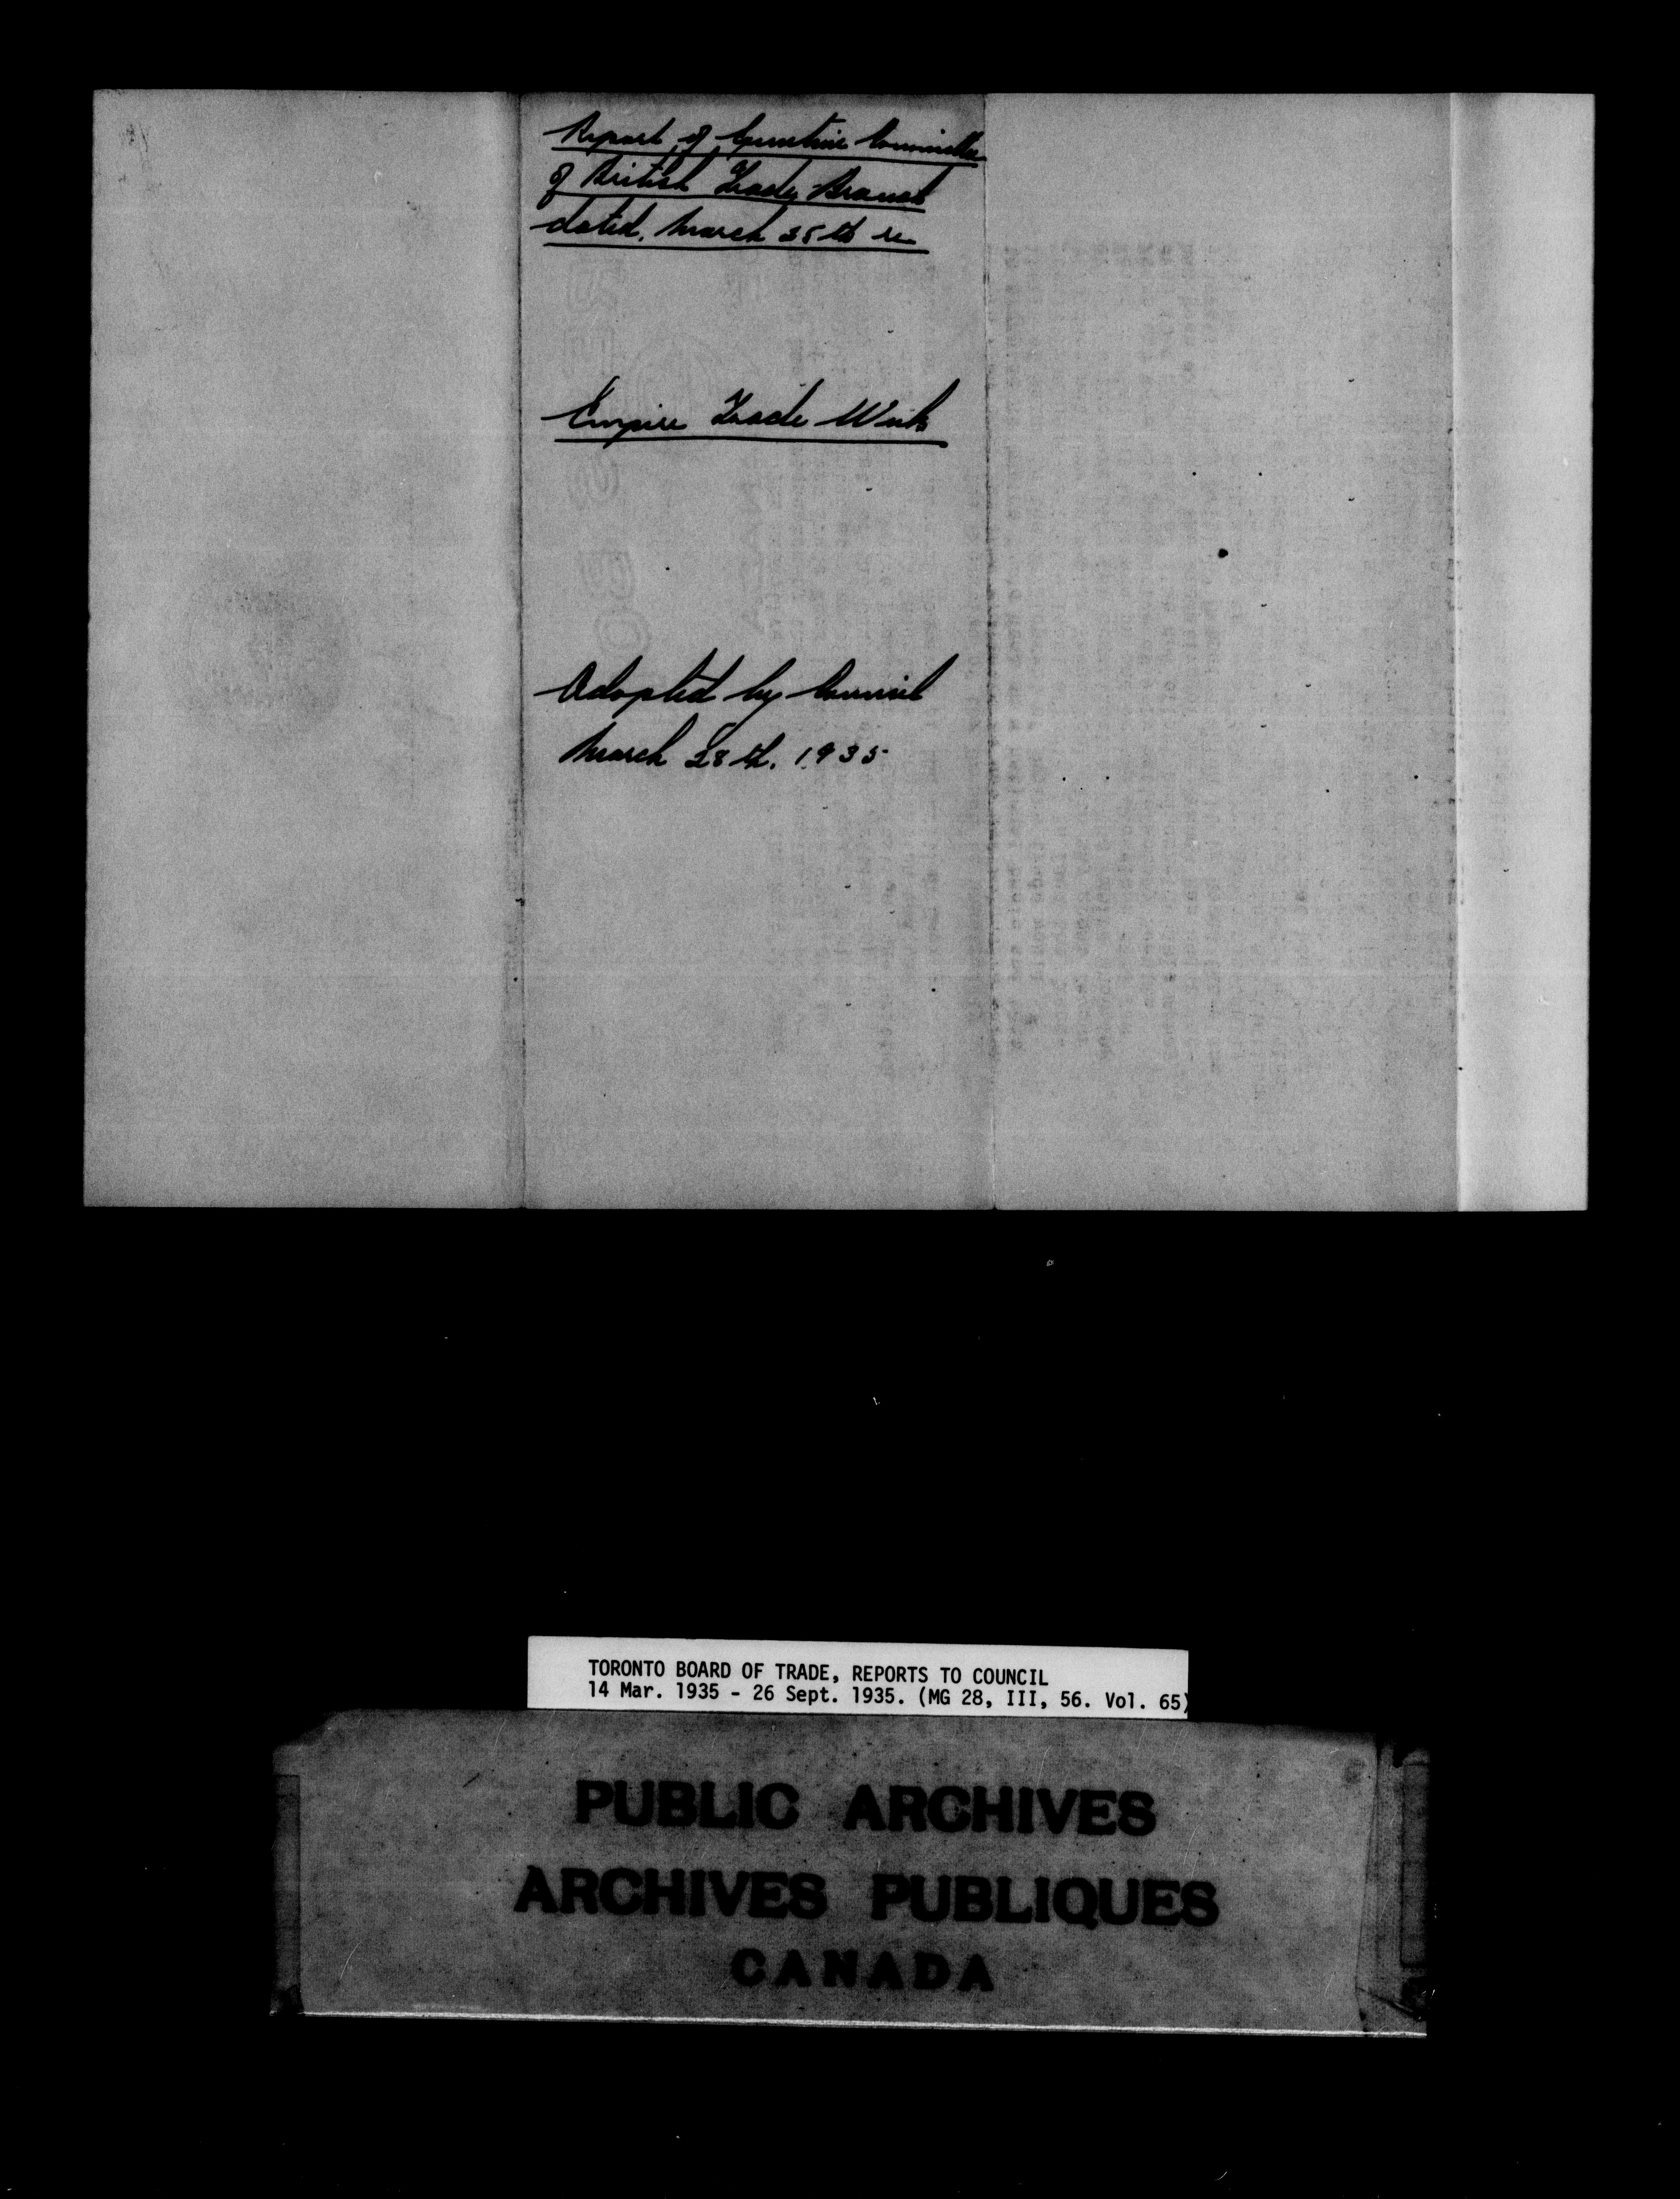 Report of Executive Committee
of British Trade Branch
dated, March 25th re
Empire Trade Week
Adopted by Council
March 28th. 1935
TORONTO BOARD OF TRADE, REPORTS TO COUNCIL
14 Mar. 1935 - 26 Sept. 1935. (MG 28, III, 56. Vol. 65)
PUBLIC ARCHIVES
ARCHIVES PUBLIQUES
CANADA